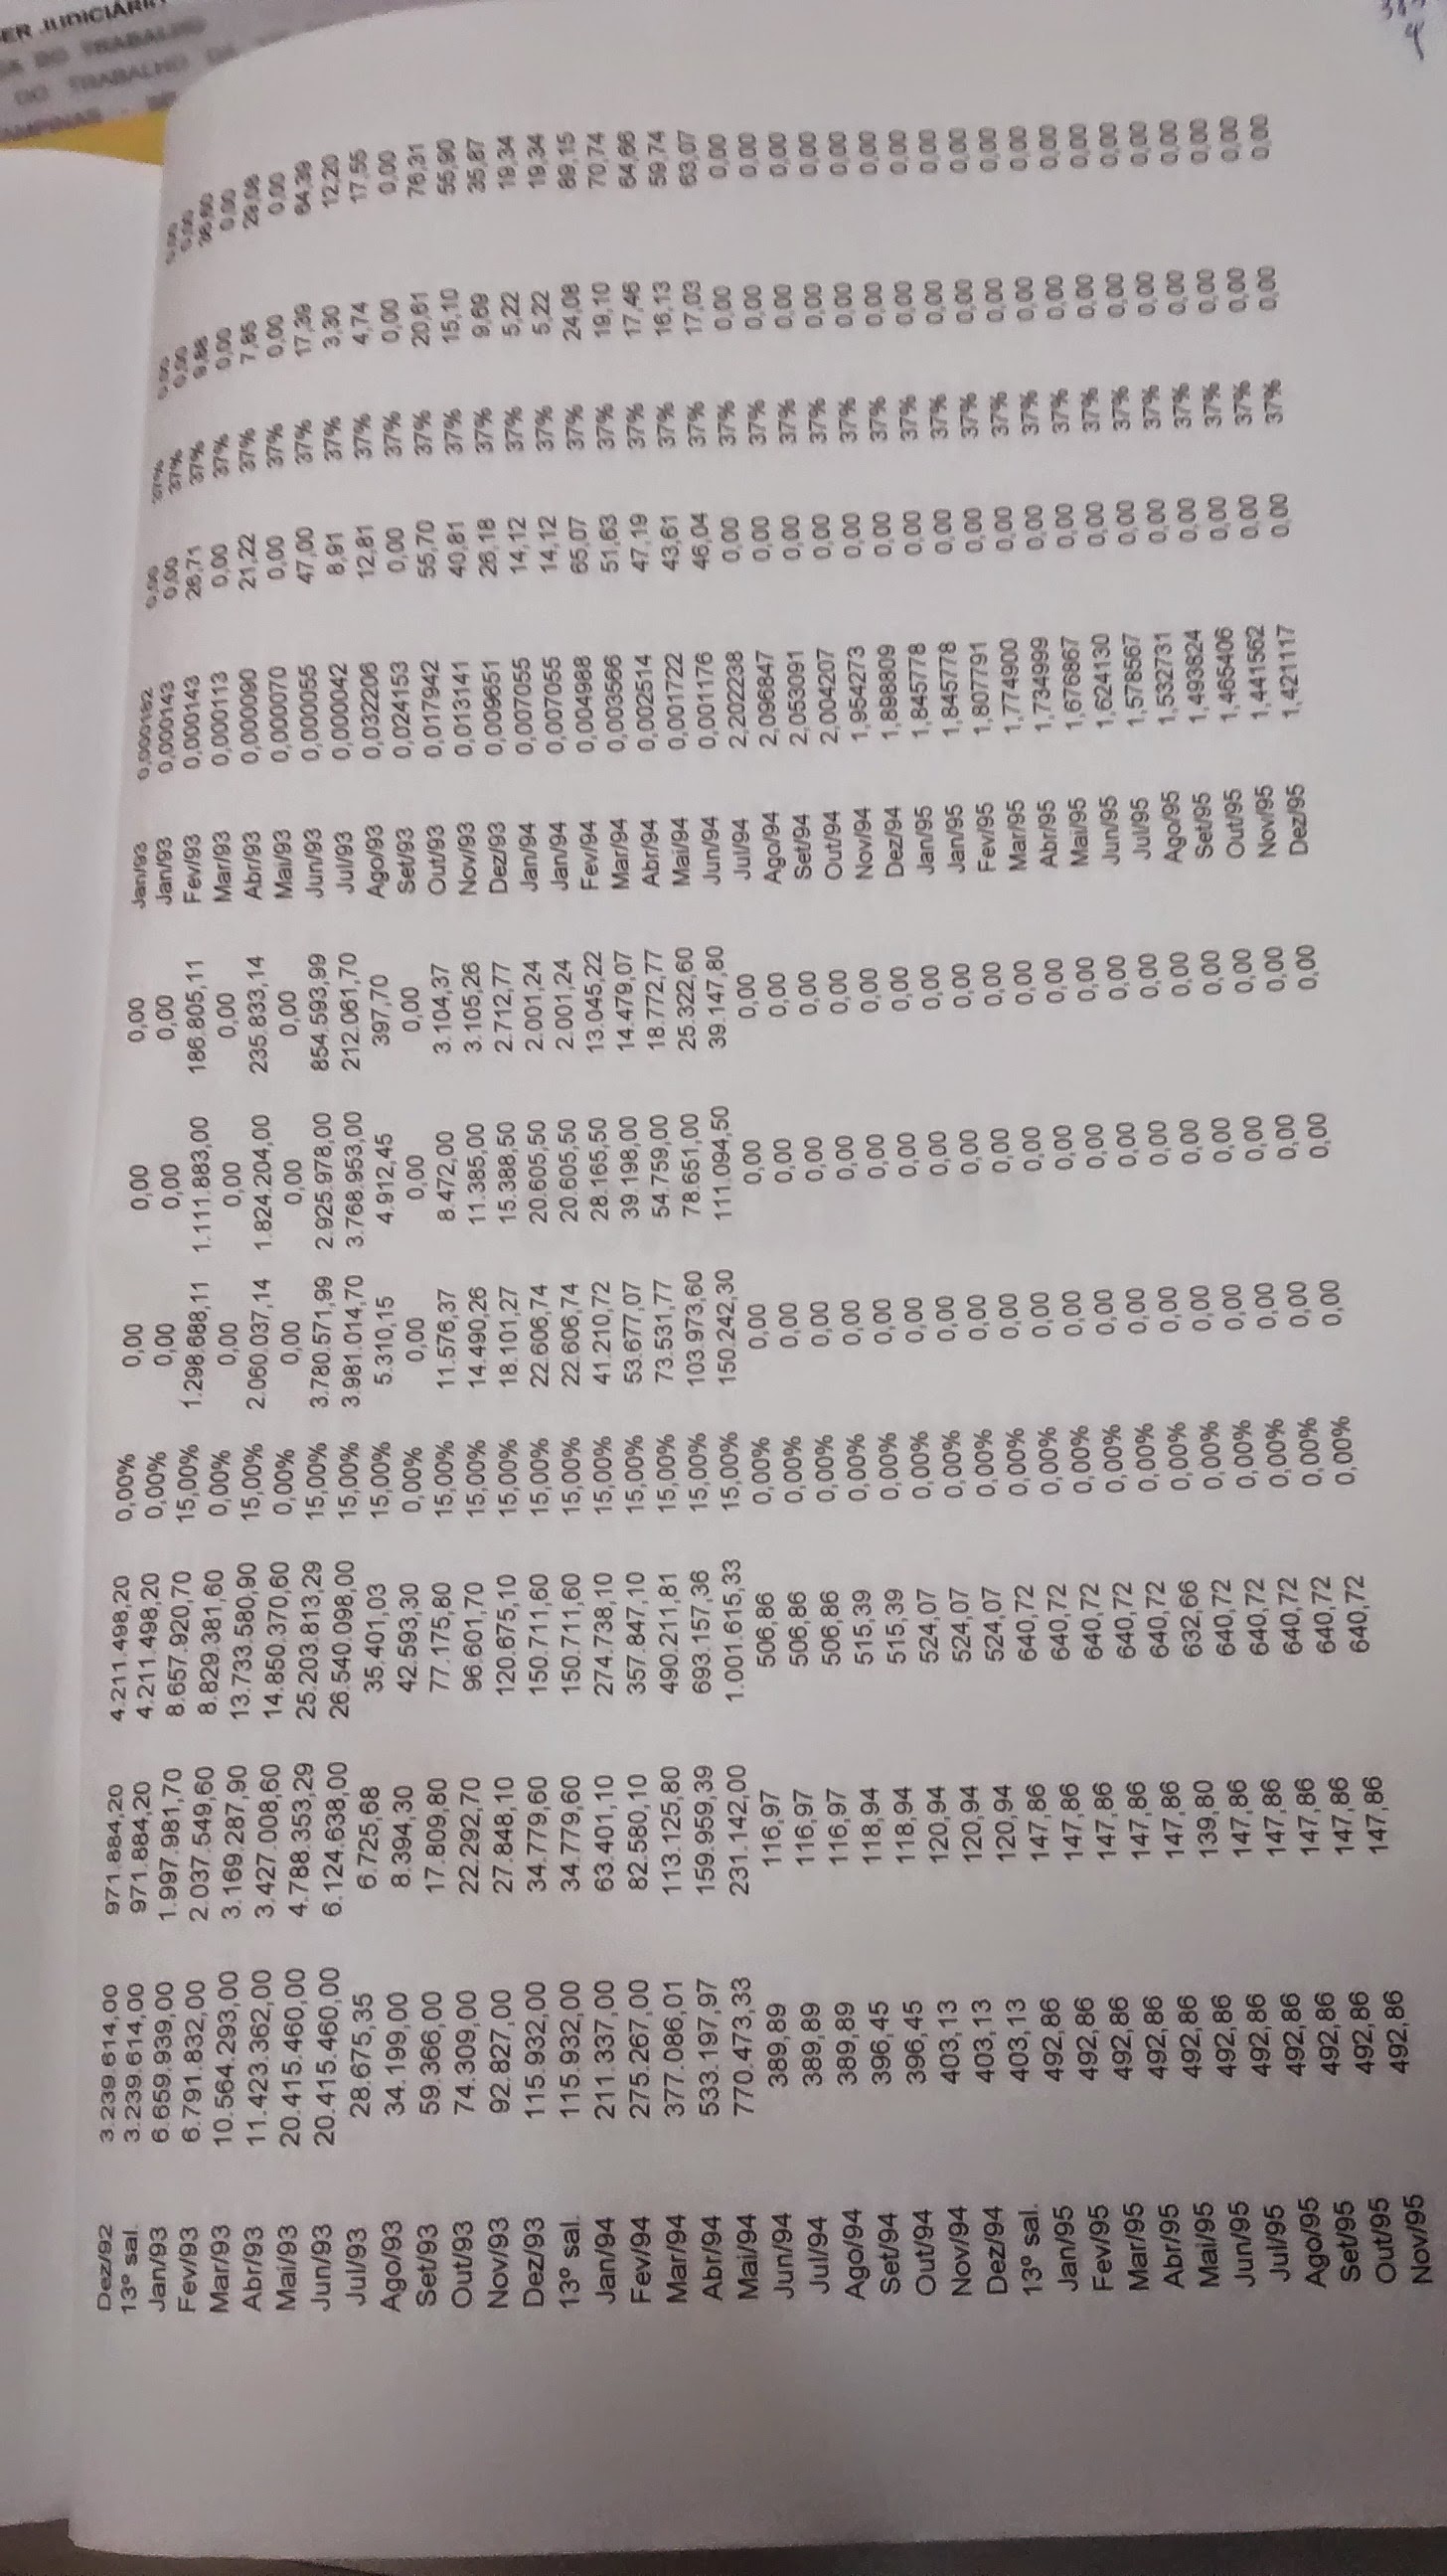 ER JUDICIÁRI
ÇA DO TRABALHO
DO TRABALHO DA
AMPINAS - SP
Dez/92 3.239.614,00 971.884,20 4.211.498,20 0,00% 0,00 0,00 0,00 Jan/93 0,000182 0,00 37% 0,00 0,00
13º sal. 3.239.614,00 971.884,20 4.211.498,20 0,00% 0,00 0,00 0,00 Jan/93 0,000143 0,00 37% 0,00 0,00
Jan/93 6.659.939,00 1.997.981,70 8.657.920,70 15,00% 1.298.688,11 1.111.883,00 186.805,11 Fev/93 0,000143 26,71 37% 9,88 36,60
Fev/93 6.791.832,00 2.037.549,60 8.829.381,60 0,00% 0,00 0,00 0,00 Mar/93 0,000113 0,00 37% 0,00 0,00
Mar/93 10.564.293,00 3.169.287,90 13.733.580,90 15,00% 2.060.037,14 1.824.204,00 235.833,14 Abr/93 0,000090 21,22 37% 7,85 29,08
Abr/93 11.423.362,00 3.427.008,60 14.850.370,60 0,00% 0,00 0,00 0,00 Mai/93 0,000070 0,00 37% 0,00 0,00
Mai/93 20.415.460,00 4.788.353,29 25.203.813,29 15,00% 3.780.571,99 2.925.978,00 854.593,99 Jun/93 0,000055 47,00 37% 17,39 64,39
Jun/93 20.415.460,00 6.124.638,00 26.540.098,00 15,00% 3.981.014,70 3.768.953,00 212.061,70 Jul/93 0,000042 8,91 37% 3,30 12,20
Jul/93 28.675,35 6.725,68 35.401,03 15,00% 5.310,15 4.912,45 397,70 Ago/93 0,032206 12,81 37% 4,74 17,55
Ago/93 34.199,00 8.394,30 42.593,30 0,00% 0,00 0,00 0,00 Set/93 0,024153 0,00 37% 0,00 0,00
Set/93 59.366,00 17.809,80 77.175,80 15,00% 11.576,37 8.472,00 3.104,37 Out/93 0,017942 55,70 37% 20,61 76,31
Out/93 74.309,00 22.292,70 96.601,70 15,00% 14.490,26 11.385,00 3.105,26 Nov/93 0,013141 40,81 37% 15,10 55,90
Nov/93 92.827,00 27.848,10 120.675,10 15,00% 18.101,27 15.388,50 2.712,77 Dez/93 0,009651 26,18 37% 9,69 35,87
Dez/93 115.932,00 34.779,60 150.711,60 15,00% 22.606,74 20.605,50 2.001,24 Jan/94 0,007055 14,12 37% 5,22 19,34
13º sal. 115.932,00 34.779,60 150.711,60 15,00% 22.606,74 20.605,50 2.001,24 Jan/94 0,007055 14,12 37% 5,22 19,34
Jan/94 211.337,00 63.401,10 274.738,10 15,00% 41.210,72 28.165,50 13.045,22 Fev/94 0,004988 65,07 37% 24,08 89,15
Fev/94 275.267,00 82.580,10 357.847,10 15,00% 53.677,07 39.198,00 14.479,07 Mar/94 0,003566 51,63 37% 19,10 70,74
Mar/94 377.086,01 113.125,80 490.211,81 15,00% 73.531,77 54.759,00 18.772,77 Abr/94 0,002514 47,19 37% 17,46 64,66
Abr/94 533.197,97 159.959,39 693.157,36 15,00% 103.973,60 78.651,00 25.322,60 Mai/94 0,001722 43,61 37% 16,13 59,74
Mai/94 770.473,33 231.142,00 1.001.615,33 15,00% 150.242,30 111.094,50 39.147,80 Jun/94 0,001176 46,04 37% 17,03 63,07
Jun/94 389,89 116,97 506,86 0,00% 0,00 0,00 0,00 Jul/94 2,202238 0,00 37% 0,00 0,00
Jul/94 389,89 116,97 506,86 0,00% 0,00 0,00 0,00 Ago/94 2,096847 0,00 37% 0,00 0,00
Ago/94 389,89 116,97 506,86 0,00% 0,00 0,00 0,00 Set/94 2,053091 0,00 37% 0,00 0,00
Set/94 396,45 118,94 515,39 0,00% 0,00 0,00 0,00 Out/94 2,004207 0,00 37% 0,00 0,00
Out/94 396,45 118,94 515,39 0,00% 0,00 0,00 0,00 Nov/94 1,954273 0,00 37% 0,00 0,00
Nov/94 403,13 120,94 524,07 0,00% 0,00 0,00 0,00 Dez/94 1,898809 0,00 37% 0,00 0,00
Dez/94 403,13 120,94 524,07 0,00% 0,00 0,00 0,00 Jan/95 1,845778 0,00 37% 0,00 0,00
13º sal. 403,13 120,94 524,07 0,00% 0,00 0,00 0,00 Jan/95 1,845778 0,00 37% 0,00 0,00
Jan/95 492,86 147,86 640,72 0,00% 0,00 0,00 0,00 Fev/95 1,807791 0,00 37% 0,00 0,00
Fev/95 492,86 147,86 640,72 0,00% 0,00 0,00 0,00 Mar/95 1,774900 0,00 37% 0,00 0,00
Mar/95 492,86 147,86 640,72 0,00% 0,00 0,00 0,00 Abr/95 1,734999 0,00 37% 0,00 0,00
Abr/95 492,86 147,86 640,72 0,00% 0,00 0,00 0,00 Mai/95 1,676867 0,00 37% 0,00 0,00
Mai/95 492,86 147,86 640,72 0,00% 0,00 0,00 0,00 Jun/95 1,624130 0,00 37% 0,00 0,00
Jun/95 492,86 139,80 632,66 0,00% 0,00 0,00 0,00 Jul/95 1,578567 0,00 37% 0,00 0,00
Jul/95 492,86 147,86 640,72 0,00% 0,00 0,00 0,00 Ago/95 1,532731 0,00 37% 0,00 0,00
Ago/95 492,86 147,86 640,72 0,00% 0,00 0,00 0,00 Set/95 1,493824 0,00 37% 0,00 0,00
Set/95 492,86 147,86 640,72 0,00% 0,00 0,00 0,00 Out/95 1,465406 0,00 37% 0,00 0,00
Out/95 492,86 147,86 640,72 0,00% 0,00 0,00 0,00 Nov/95 1,441562 0,00 37% 0,00 0,00
Nov/95 492,86 147,86 640,72 0,00% 0,00 0,00 0,00 Dez/95 1,421117 0,00 37% 0,00 0,00